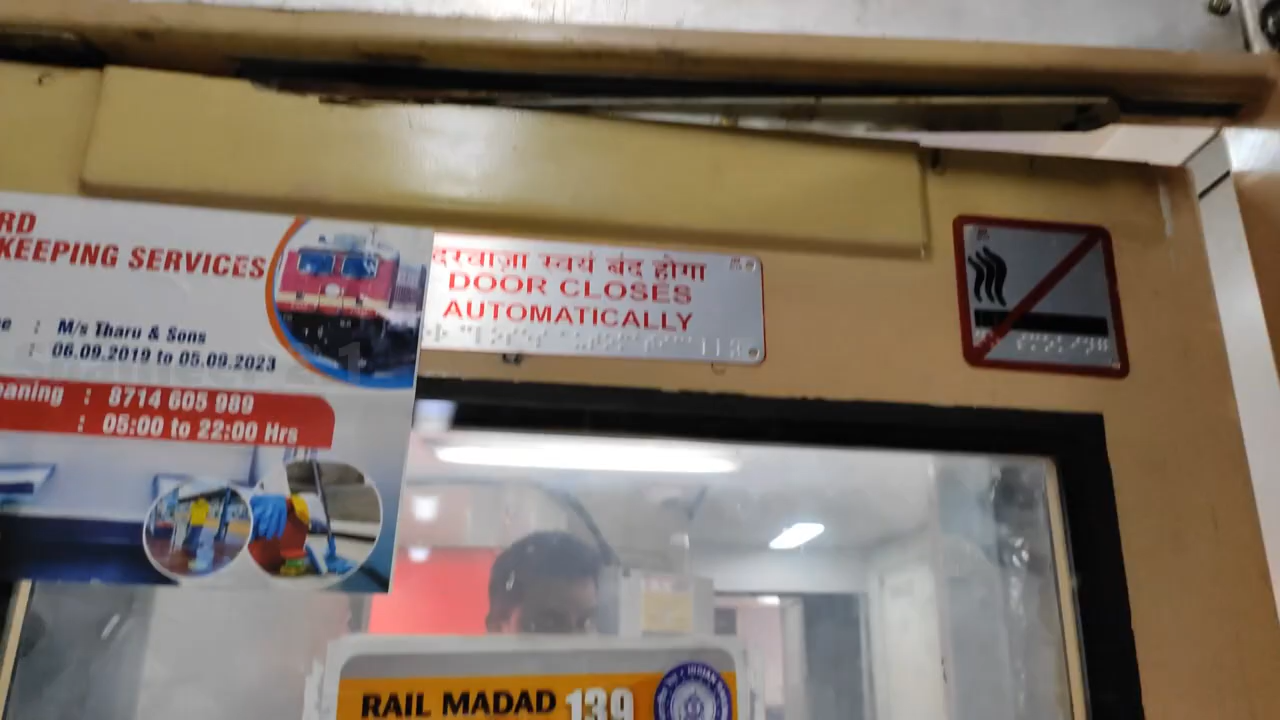 RD
KEEPING SERVICES
: M/s Tharu & Sons
: 06.09.2019 to 05.09.2023
eaning : 8714 605 989
: 05:00 to 22:00 Hrs
दरवाज़ा स्वयं बंद होगा
DOOR CLOSES
AUTOMATICALLY
RAIL MADAD 139
INDIAN